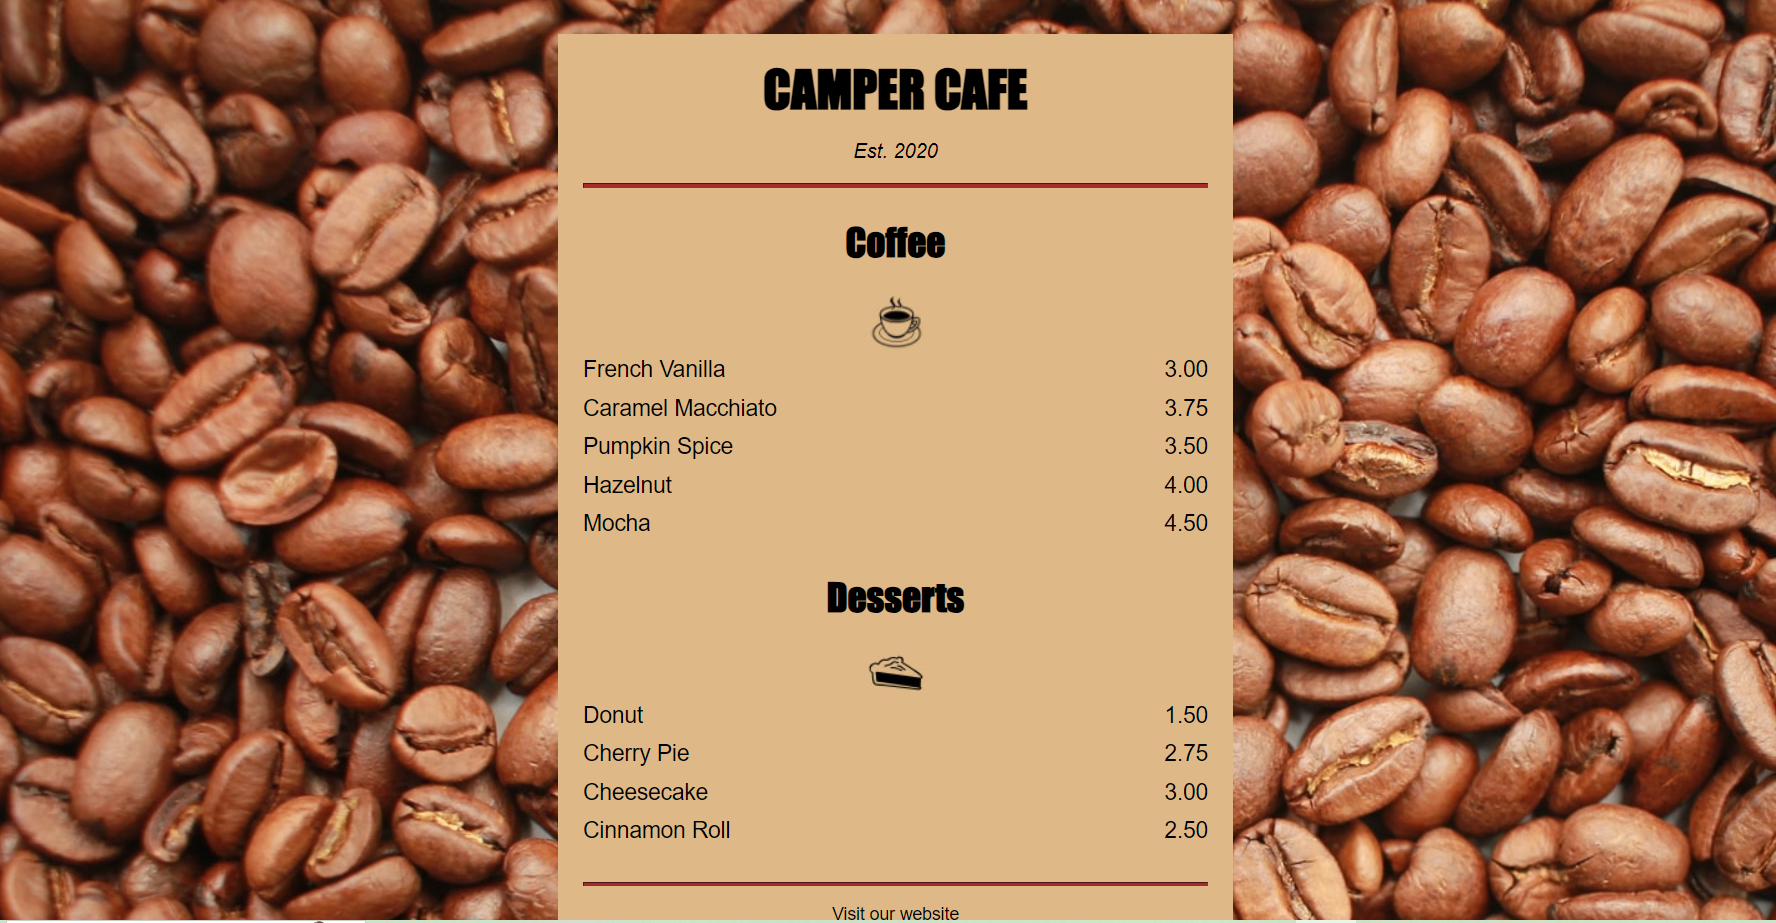 CAMPER CAFE
Est. 2020
Coffee
French Vanilla 3.00
Caramel Macchiato 3.75
Pumpkin Spice 3.50
Hazelnut 4.00
Mocha 4.50
Desserts
Donut 1.50
Cherry Pie 2.75
Cheesecake 3.00
Cinnamon Roll 2.50
Visit our website